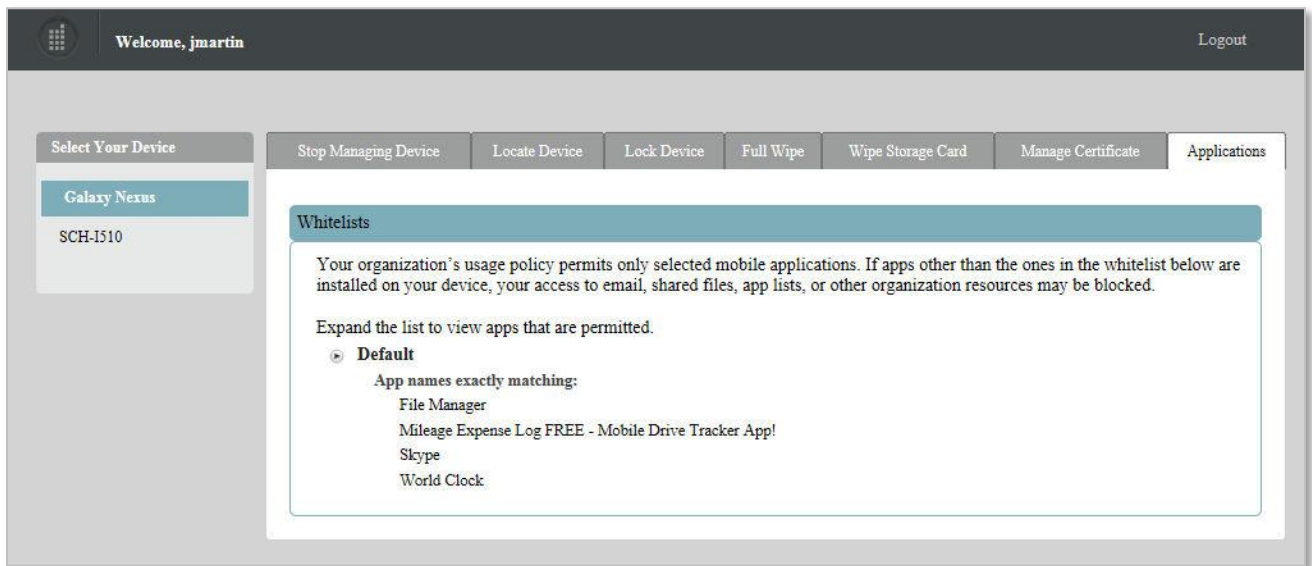 Welcome, jmartin
Logout
Select Your Device
Galaxy Nexus
SCH-I510
Stop Managing Device
Locate Device
Lock Device
Full Wipe
Wipe Storage Card
Manage Certificate
Applications
Whitelists
Your organization's usage policy permits only selected mobile applications. If apps other than the ones in the whitelist below are
installed on your device, your access to email, shared files, app lists, or other organization resources may be blocked.
Expand the list to view apps that are permitted.
Default
App names exactly matching:
File Manager
Mileage Expense Log FREE - Mobile Drive Tracker App!
Skype
World Clock